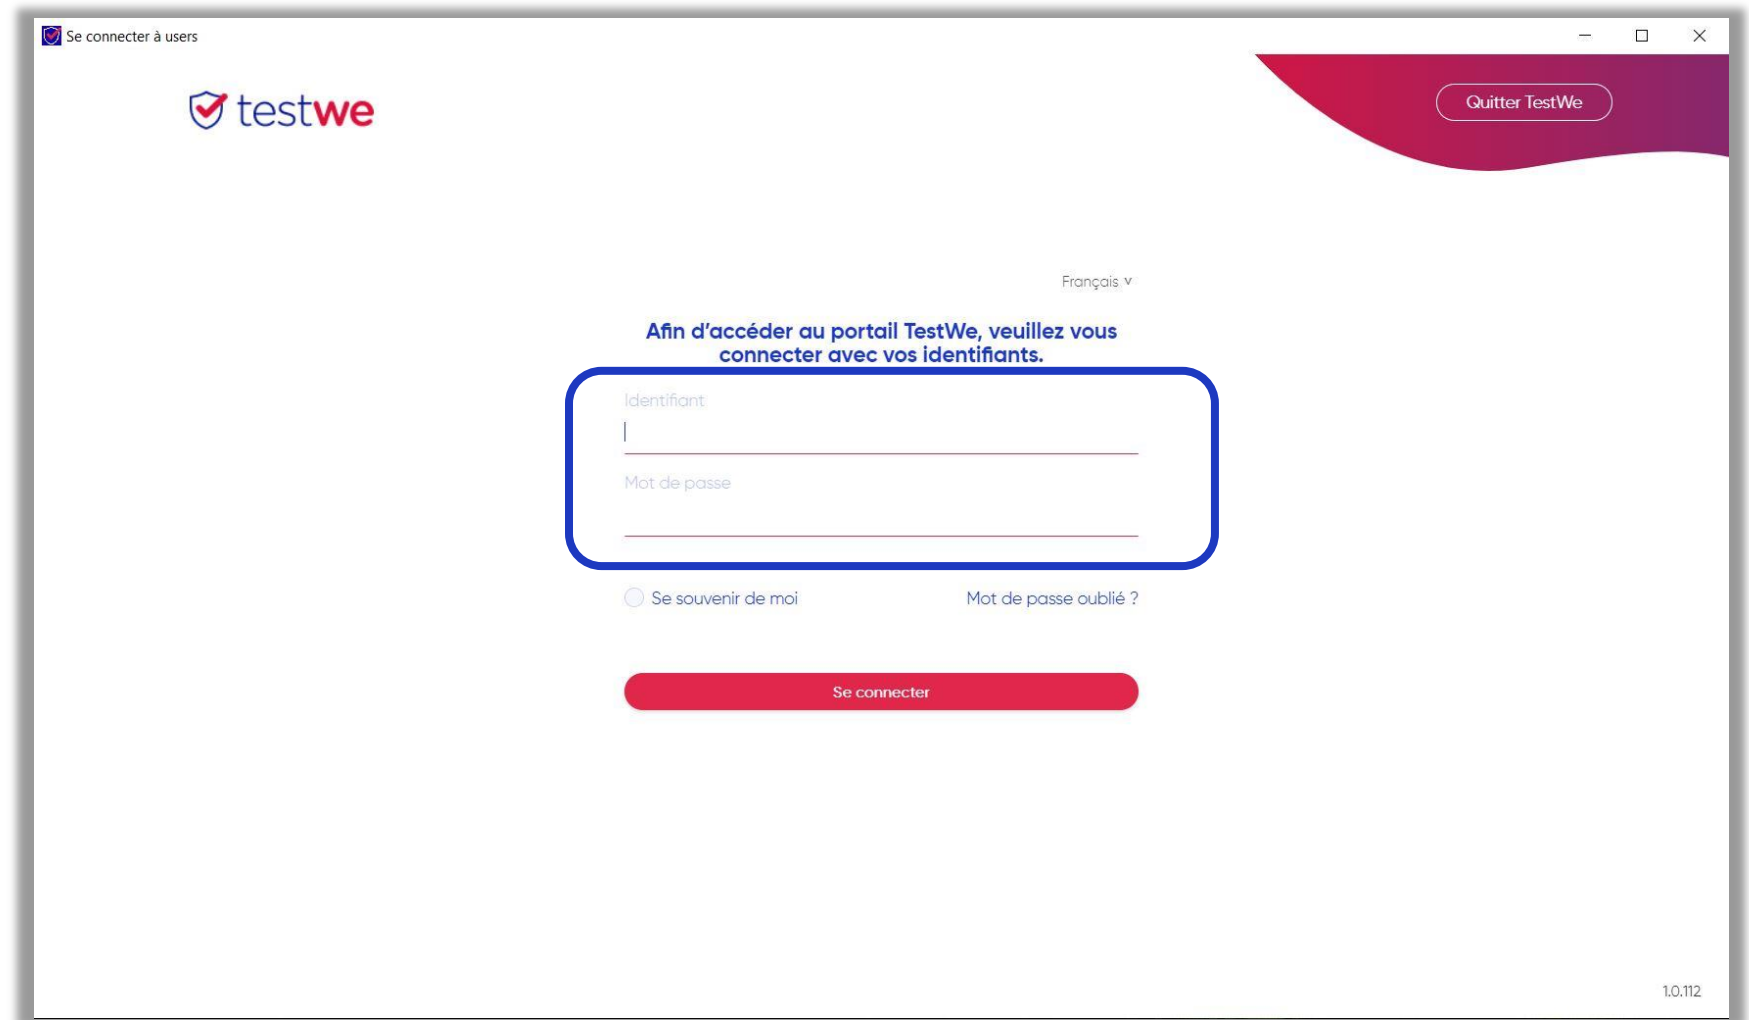 Se connecter à users
testwe
Quitter TestWe
Français
Afin d'accéder au portail TestWe, veuillez vous
connecter avec vos identifiants.
Identifiant
Mot de passe
Se souvenir de moi
Mot de passe oublié ?
Se connecter
1.0.112